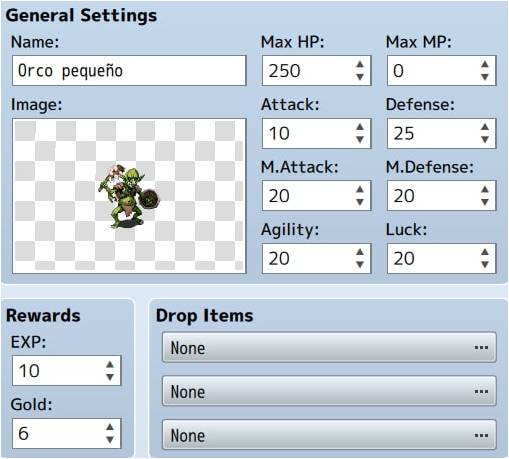 General Settings
Name: Max HP: Max MP:
Orco pequeño 250 0
Image: Attack: Defense:
10 25
M.Attack: M.Defense:
20 20
Agility: Luck:
20 20
Rewards Drop Items
EXP: None
10
None
Gold:
6 None